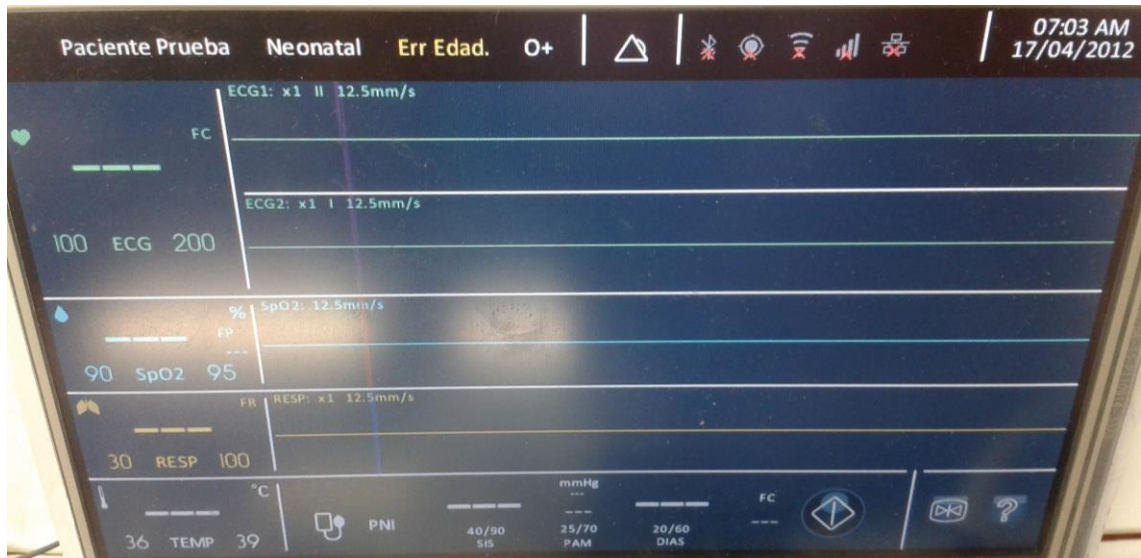 Paciente Prueba Neonatal Err Edad. O+ 07:03 AM
17/04/2012
ECG1: x1 II 12.5mm/s
FC
---
ECG2: x1 I 12.5mm/s
100 ECG 200
% SpO2: 12.5mm/s
--- FP
---
90 SpO2 95
FR RESP: x1 12.5mm/s
---
30 RESP 100
°C mmHg
---
--- PNI --- --- --- FC ---
36 TEMP 39 40/90 25/70 20/60
SIS PAM DIAS
?